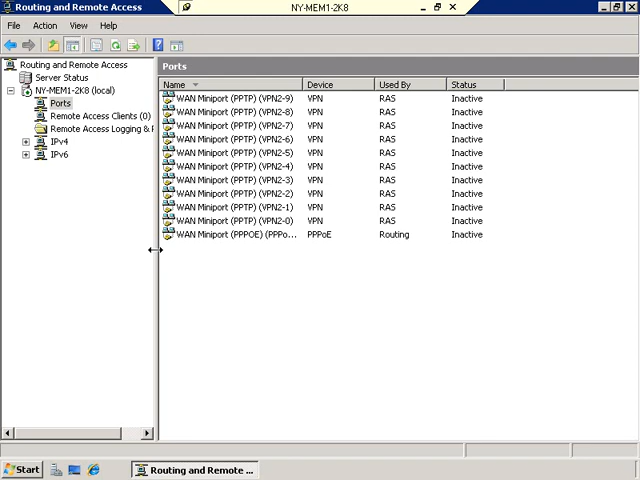 Routing and Remote Access
NY-MEM1-2K8
File Action View Help
Routing and Remote Access
Server Status
NY-MEM1-2K8 (local)
Ports
Remote Access Clients (0)
Remote Access Logging &
IPv4
IPv6
Ports
Name Device Used By Status
WAN Miniport (PPTP) (VPN2-9) VPN RAS Inactive
WAN Miniport (PPTP) (VPN2-8) VPN RAS Inactive
WAN Miniport (PPTP) (VPN2-7) VPN RAS Inactive
WAN Miniport (PPTP) (VPN2-6) VPN RAS Inactive
WAN Miniport (PPTP) (VPN2-5) VPN RAS Inactive
WAN Miniport (PPTP) (VPN2-4) VPN RAS Inactive
WAN Miniport (PPTP) (VPN2-3) VPN RAS Inactive
WAN Miniport (PPTP) (VPN2-2) VPN RAS Inactive
WAN Miniport (PPTP) (VPN2-1) VPN RAS Inactive
WAN Miniport (PPTP) (VPN2-0) VPN RAS Inactive
WAN Miniport (PPPOE) (PPPo... PPPoE Routing Inactive
Start
Routing and Remote ...